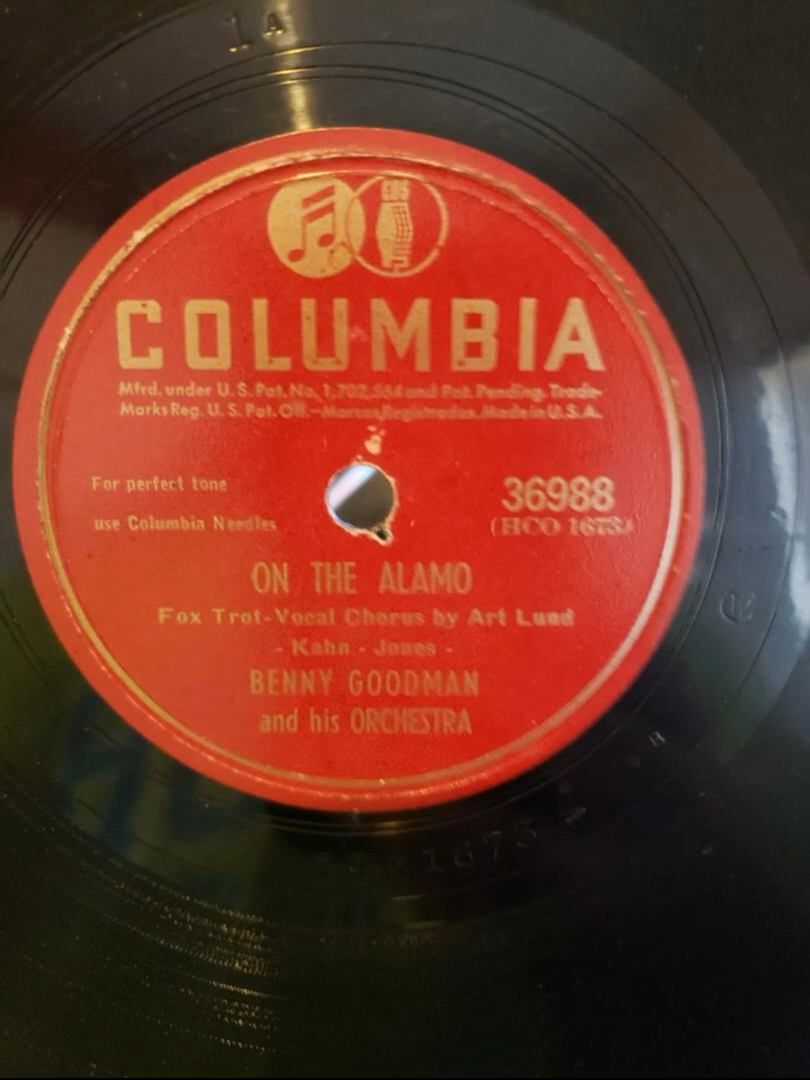 1A
CBS
COLUMBIA
Mfrd. under U. S. Pat. No. 1,702,564 and Pat. Pending. Trade-
Marks Reg. U. S. Pat. Off.—Marcas Registradas. Made in U.S.A.
For perfect tone
use Columbia Needles
36988
(HCO 1673)
ON THE ALAMO
Fox Trot-Vocal Chorus by Art Lund
- Kahn - Jones -
BENNY GOODMAN
and his ORCHESTRA
H